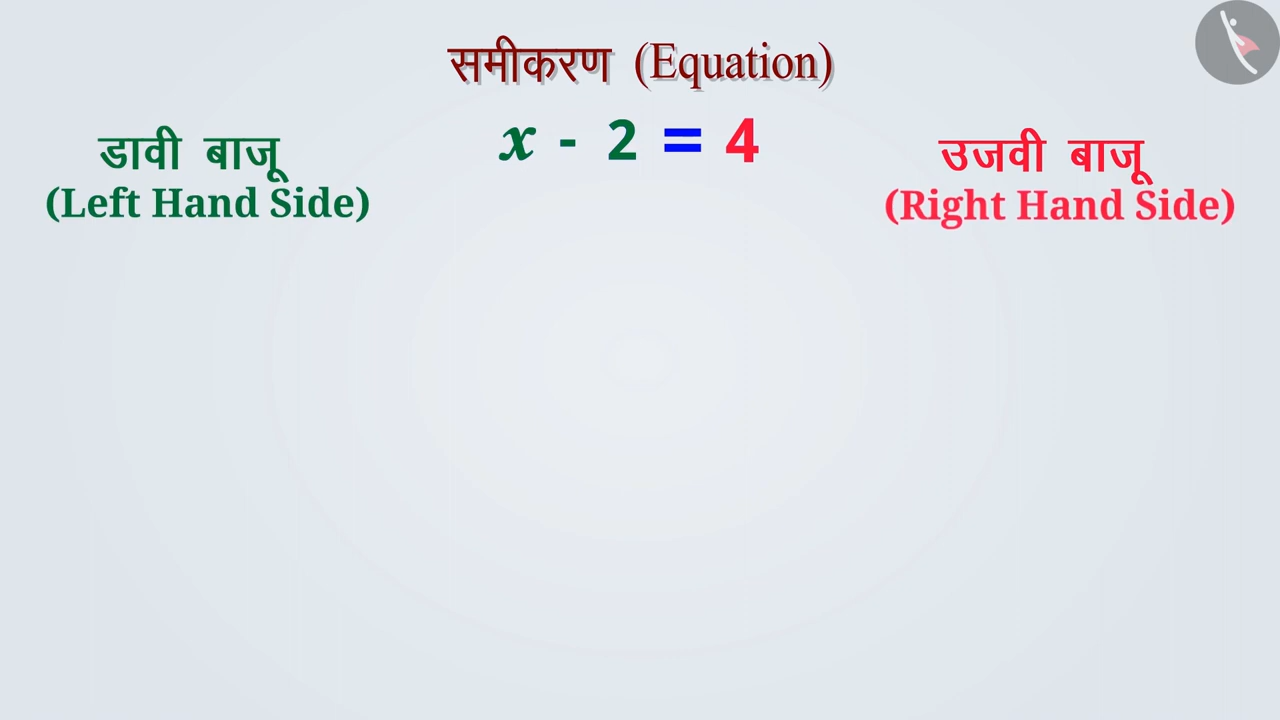 समीकरण (Equation)
x - 2 = 4
डावी बाजू
(Left Hand Side)
उजवी बाजू
(Right Hand Side)